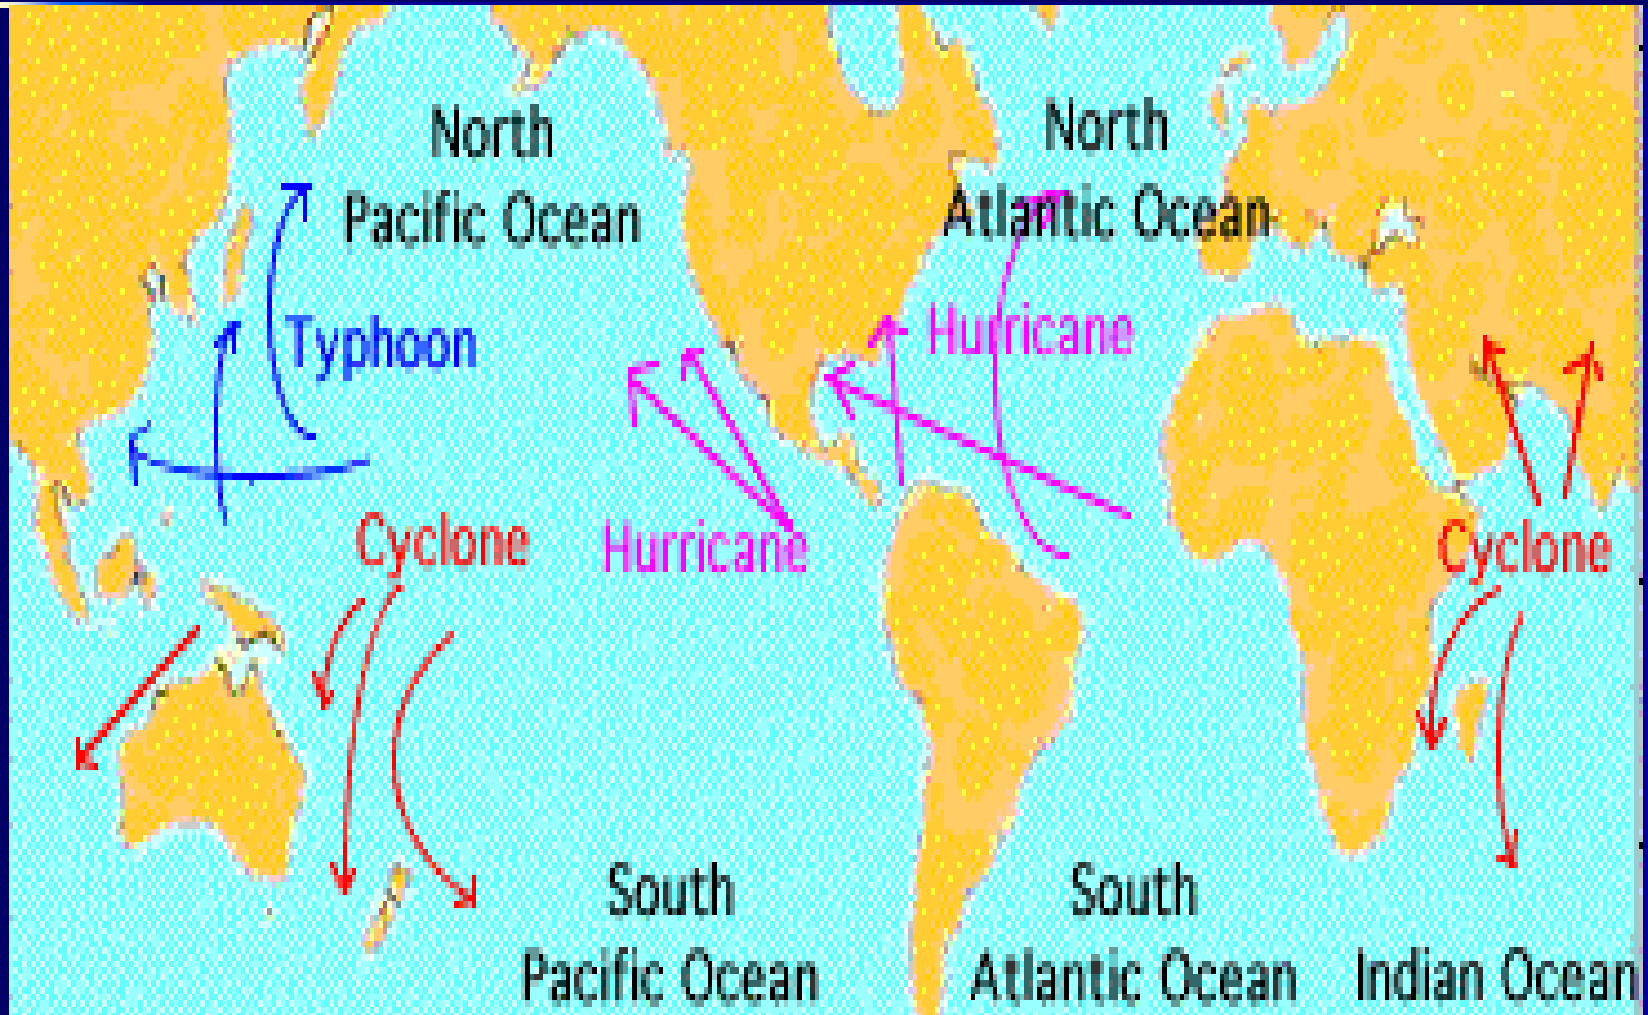 North
Pacific Ocean
North
Atlantic Ocean
Typhoon
Hurricane
Cyclone
Hurricane
Cyclone
South
Pacific Ocean
South
Atlantic Ocean
Indian Ocean